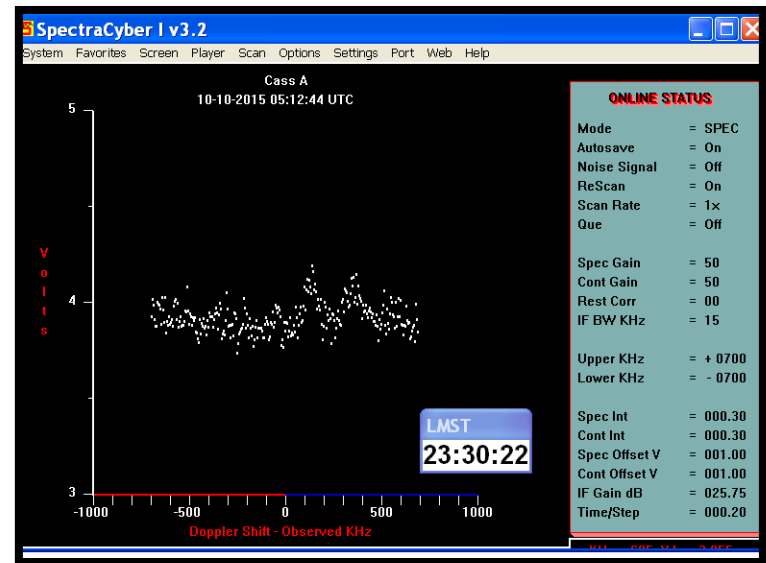 SpectraCyber I v3.2
System Favorites Screen Player Scan Options Settings Port Web Help
Cass A
10-10-2015 05:12:44 UTC
5
4
3
Volts
-1000 -500 0 500 1000
Doppler Shift - Observed KHz
LMST
23:30:22
ONLINE STATUS
Mode = SPEC
Autosave = On
Noise Signal = Off
ReScan = On
Scan Rate = 1x
Que = Off
Spec Gain = 50
Cont Gain = 50
Rest Corr = 00
IF BW KHz = 15
Upper KHz = + 0700
Lower KHz = - 0700
Spec Int = 000.30
Cont Int = 000.30
Spec Offset V = 001.00
Cont Offset V = 001.00
IF Gain dB = 025.75
Time/Step = 000.20